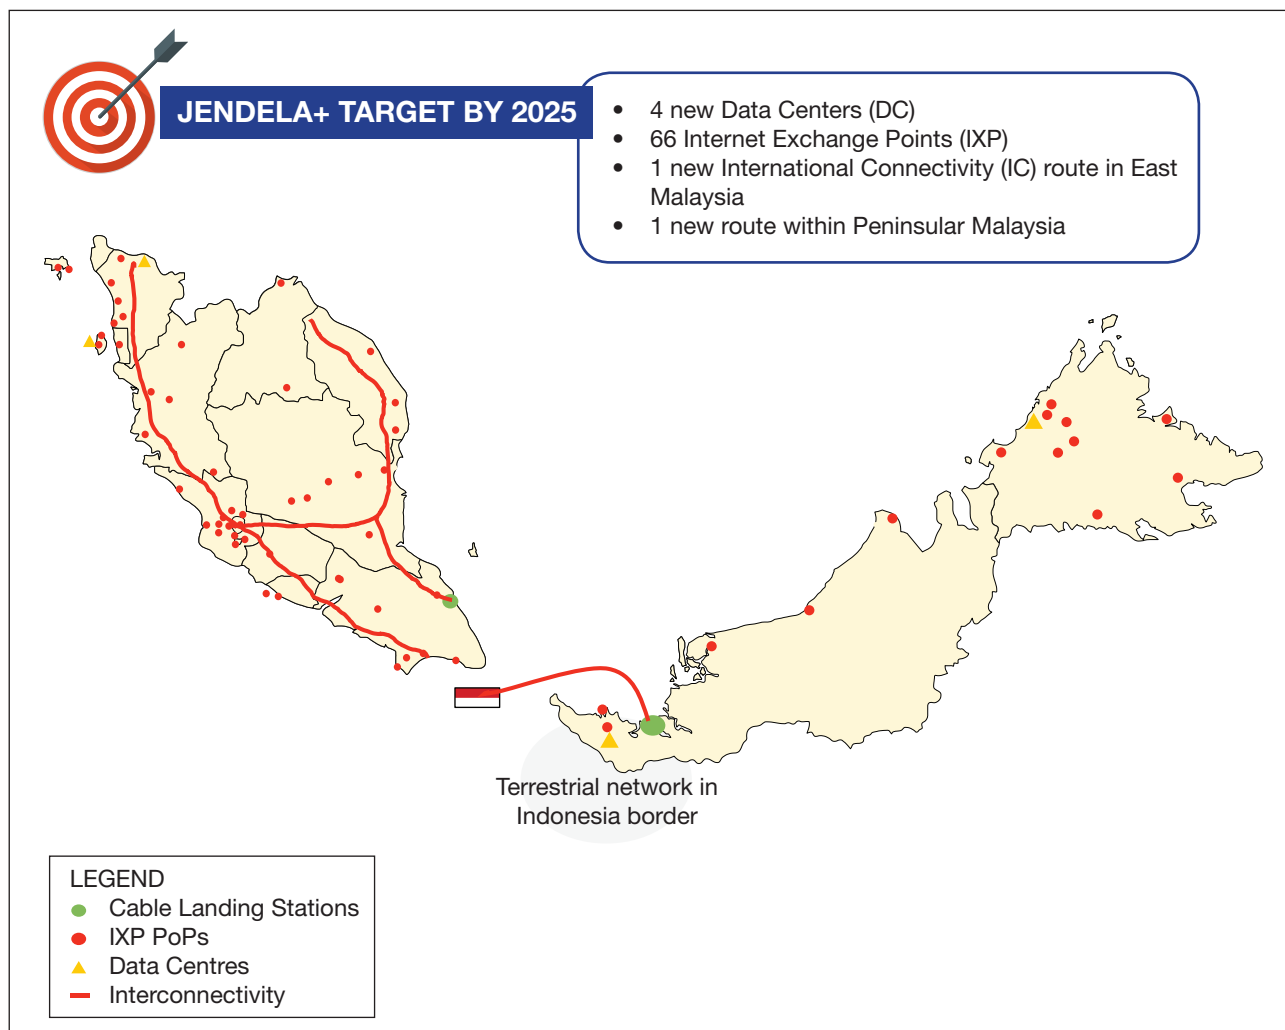 JENDELA+ TARGET BY 2025
• 4 new Data Centers (DC)
• 66 Internet Exchange Points (IXP)
• 1 new International Connectivity (IC) route in East
Malaysia
• 1 new route within Peninsular Malaysia
Terrestrial network in
Indonesia border
LEGEND
Cable Landing Stations
IXP PoPs
Data Centres
Interconnectivity